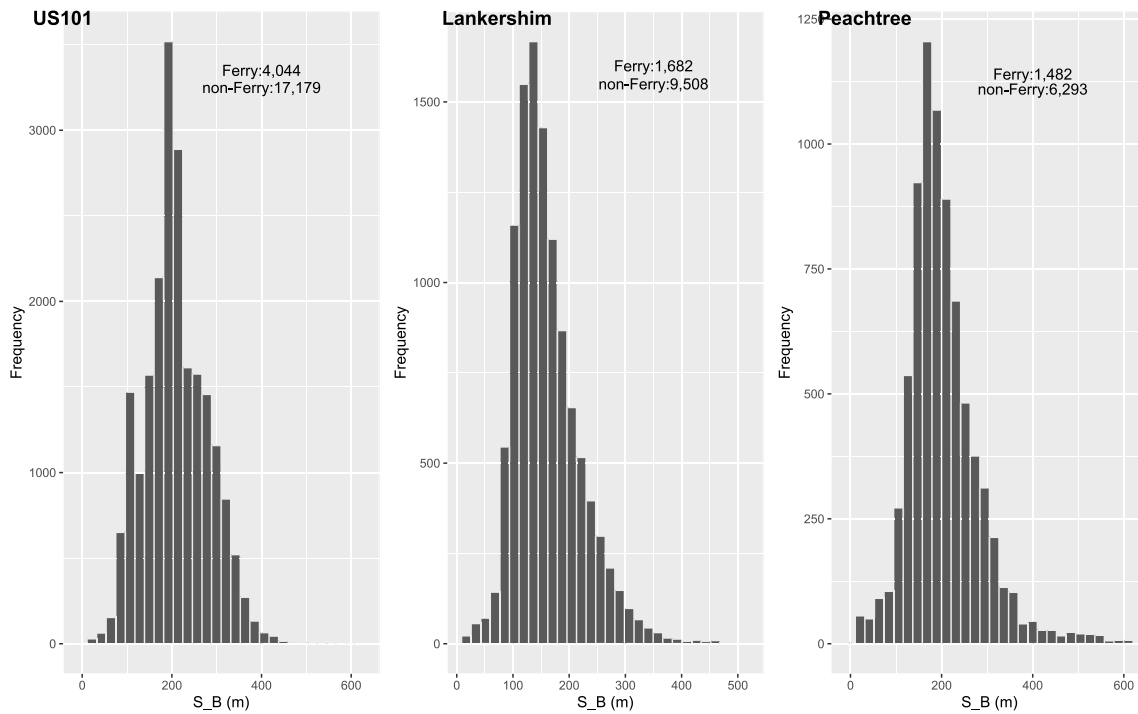 US101
Ferry:4,044
non-Ferry:17,179
3000
2000
1000
0
Frequency
0
200
400
600
S_B (m)
Lankershim
Ferry:1,682
non-Ferry:9,508
1500
1000
500
0
Frequency
0
100
200
300
400
500
S_B (m)
Peachtree
Ferry:1,482
non-Ferry:6,293
1250
1000
750
500
250
0
Frequency
0
200
400
600
S_B (m)